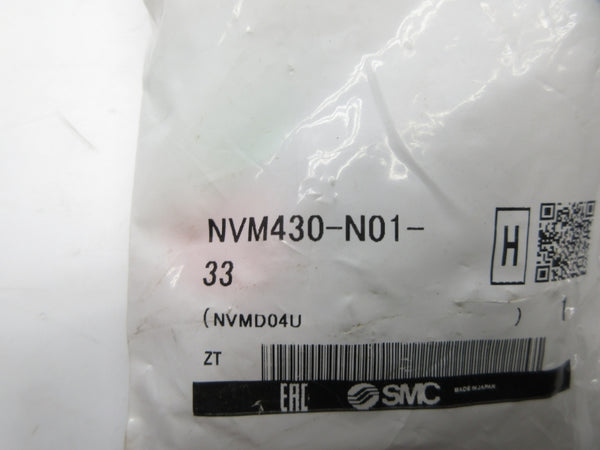 NVM430-N01-
33
H
(NVMD04U )
ZT
EAC SMC MADE IN JAPAN